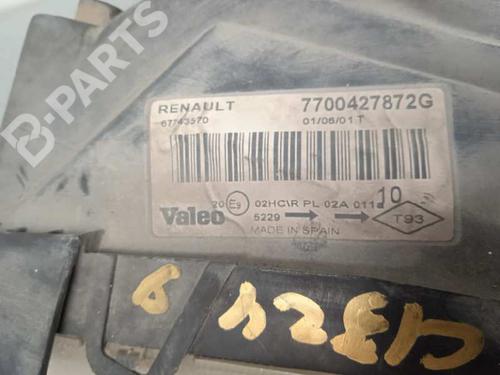 B-PARTS
RENAULT 7700427872G
67743570 01/06/01 T
10
20 E9 02HC\R PL 02A 011
Valeo 5229 T93
MADE IN SPAIN